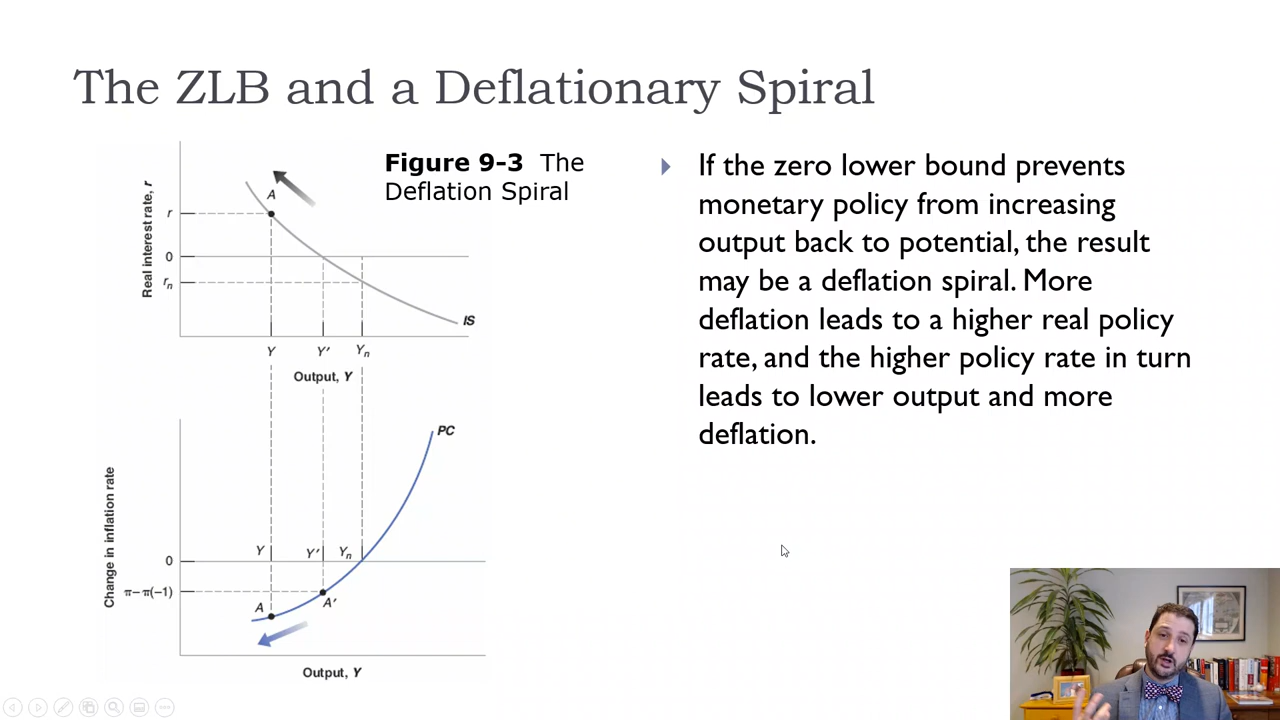 The ZLB and a Deflationary Spiral
Figure 9-3 The
Deflation Spiral
Real interest rate, r
A
r
0
rn
IS
Y
Y'
Yn
Output, Y
Change in inflation rate
PC
Y
Y'
Yn
0
π–π(–1)
A
A'
Output, Y
If the zero lower bound prevents
monetary policy from increasing
output back to potential, the result
may be a deflation spiral. More
deflation leads to a higher real policy
rate, and the higher policy rate in turn
leads to lower output and more
deflation.